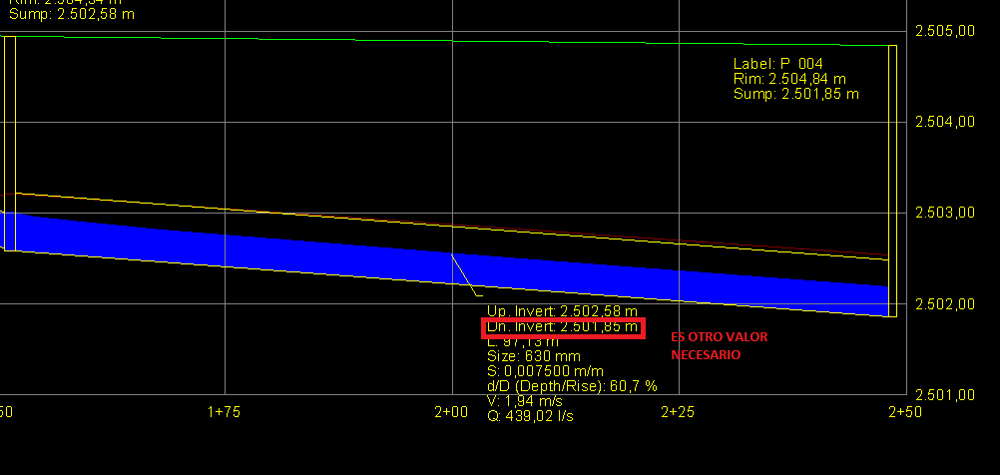 Sump: 2.502,58 m
2.505,00
Label: P_004
Rim: 2.504,84 m
Sump: 2.501,85 m
2.504,00
2.503,00
2.502,00
Up. Invert: 2.502,58 m
Dn. Invert: 2.501,85 m
L: 97,13 m
Size: 630 mm
S: 0,007500 m/m
d/D (Depth/Rise): 60,7 %
V: 1,94 m/s
Q: 439,02 l/s
ES OTRO VALOR
NECESARIO
2.501,00
50
1+75
2+00
2+25
2+50